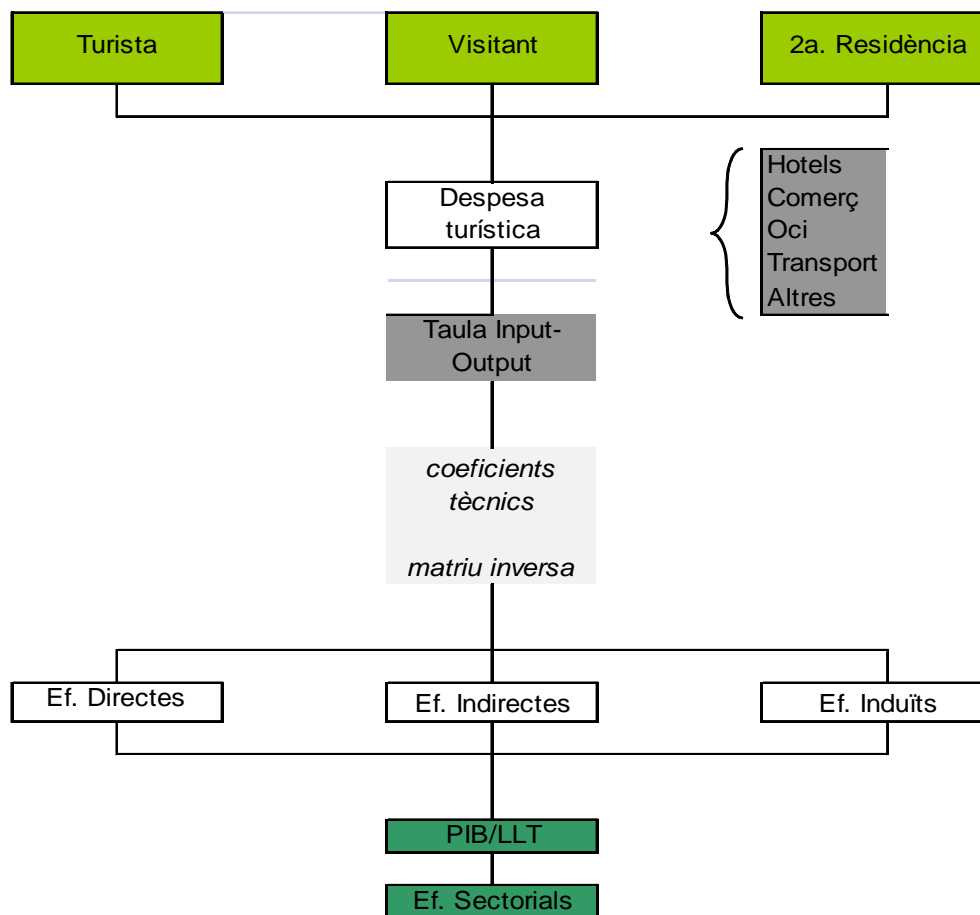 Turista
Visitant
2a. Residència
Hotels
Comerç
Oci
Transport
Altres
Despesa
turística
Taula Input-
Output
coeficients
tècnics
matriu inversa
Ef. Directes
Ef. Indirectes
Ef. Induïts
PIB/LLT
Ef. Sectorials